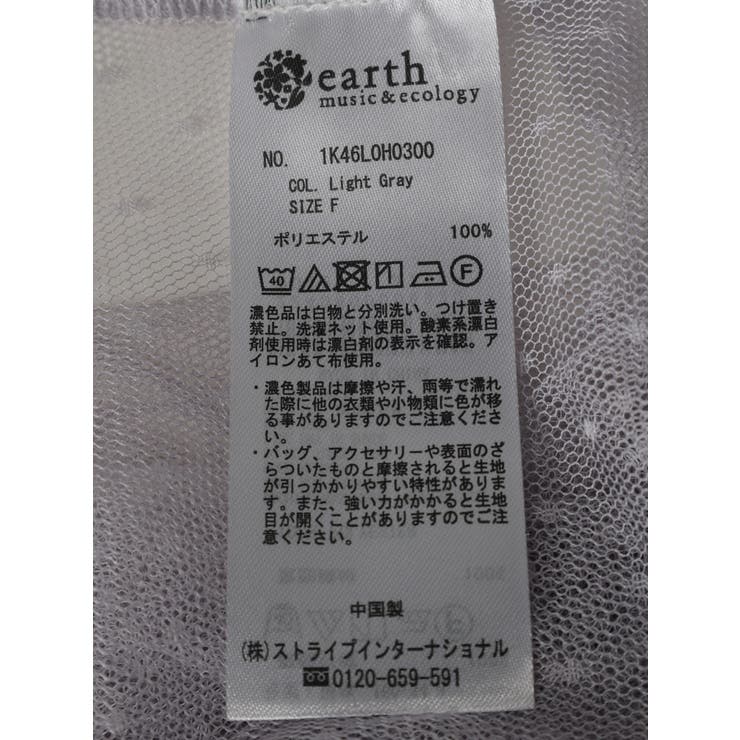 earth
music&ecology
NO. 1K46L0H0300
COL. Light Gray
SIZE F
ポリエステル 100%
40 F
濃色品は白物と分別洗い。つけ置き
禁止。洗濯ネット使用。酸素系漂白
剤使用時は漂白剤の表示を確認。ア
イロンあて布使用。
・濃色製品は摩擦や汗、雨等で濡れ
た際に他の衣類や小物類に色が移
る事がありますのでご注意くださ
い。
・バッグ、アクセサリーや表面のざ
らついたものと摩擦されると生地
が引っかかりやすい特性がありま
す。また、強い力がかかると生地
目が開くことがありますのでご注
意ください。
中国製
(株)ストライプインターナショナル
0120-659-591